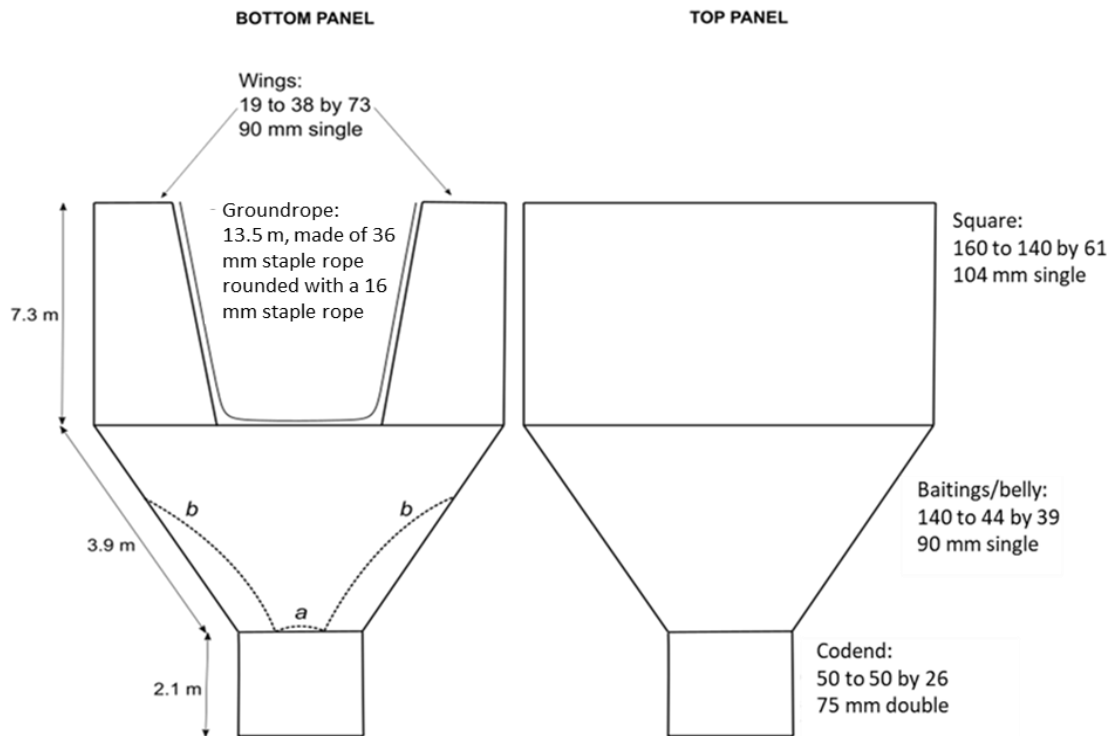 BOTTOM PANEL
TOP PANEL
Wings:
19 to 38 by 73
90 mm single
Groundrope:
13.5 m, made of 36
mm staple rope
rounded with a 16
mm staple rope
Square:
160 to 140 by 61
104 mm single
7.3 m
b
b
Baitings/belly:
140 to 44 by 39
90 mm single
3.9 m
a
Codend:
50 to 50 by 26
75 mm double
2.1 m